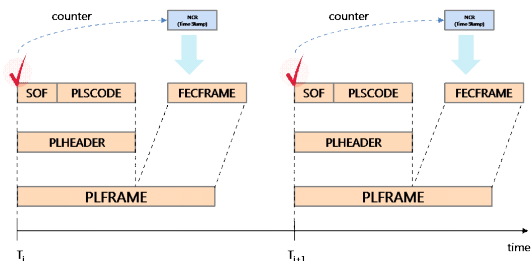 counter
NCR
(Time Stamp)
counter
NCR
(Time Stamp)
SOF PLSCODE FECFRAME
SOF PLSCODE FECFRAME
PLHEADER
PLHEADER
PLFRAME
PLFRAME
Ti
Ti+1
time